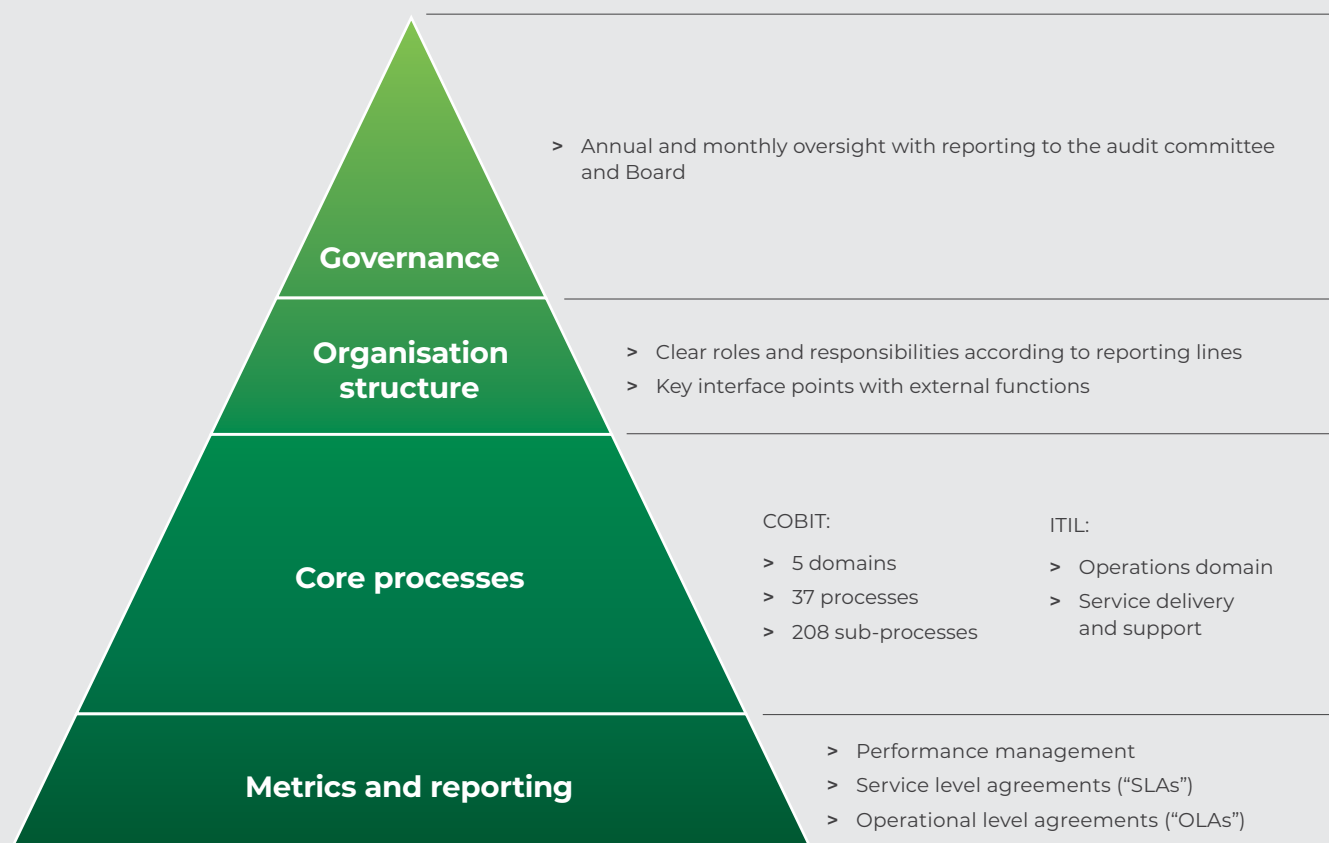 > Annual and monthly oversight with reporting to the audit committee
and Board
Governance
Organisation
structure
> Clear roles and responsibilities according to reporting lines
> Key interface points with external functions
Core processes
COBIT:
> 5 domains
> 37 processes
> 208 sub-processes
ITIL:
> Operations domain
> Service delivery
and support
Metrics and reporting
> Performance management
> Service level agreements (“SLAs”)
> Operational level agreements (“OLAs”)